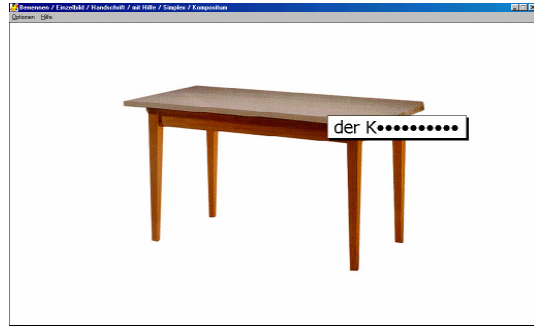 Benennen / Einzelbild / Handschrift / mit Hilfe / Simplex / Kompositum
Optionen Hilfe
der K●●●●●●●●●●